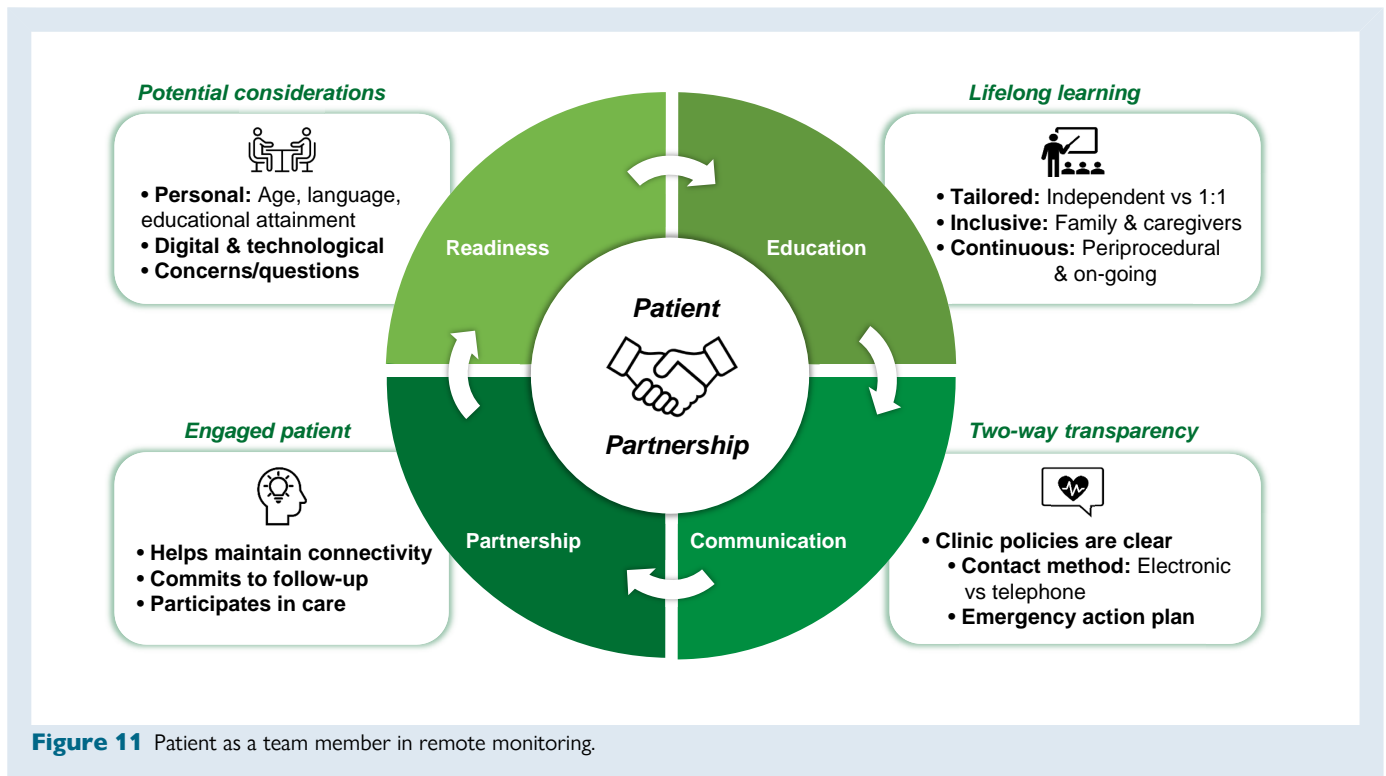 Potential considerations
• Personal: Age, language,
educational attainment
• Digital & technological
• Concerns/questions
Readiness
Education
Lifelong learning
• Tailored: Independent vs 1:1
• Inclusive: Family & caregivers
• Continuous: Periprocedural
& on-going
Patient
Partnership
Engaged patient
• Helps maintain connectivity
• Commits to follow-up
• Participates in care
Partnership
Communication
Two-way transparency
• Clinic policies are clear
• Contact method: Electronic
vs telephone
• Emergency action plan
Figure 11 Patient as a team member in remote monitoring.